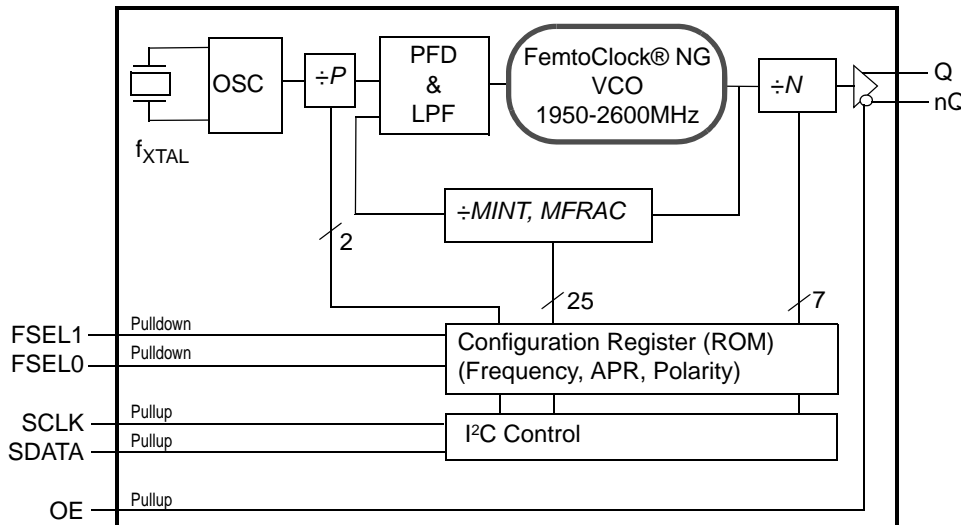 OSC
÷P
PFD
&
LPF
FemtoClock® NG
VCO
1950-2600MHz
÷N
Q
nQ
fXTAL
÷MINT, MFRAC
2
25
7
FSEL1
Pulldown
FSEL0
Pulldown
Configuration Register (ROM)
(Frequency, APR, Polarity)
SCLK
Pullup
SDATA
Pullup
I²C Control
OE
Pullup